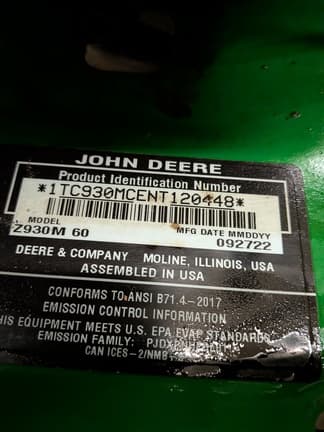 JOHN DEERE
Product Identification Number
*1TC930MCENT120448*
MODEL MFG DATE MMDDYY
Z930M 60 092722
DEERE & COMPANY MOLINE, ILLINOIS, USA
ASSEMBLED IN USA
CONFORMS TO ANSI B71.4-2017
EMISSION CONTROL INFORMATION
THIS EQUIPMENT MEETS U.S. EPA EVAP STANDARDS
EMISSION FAMILY:
CAN ICES-2/NMB